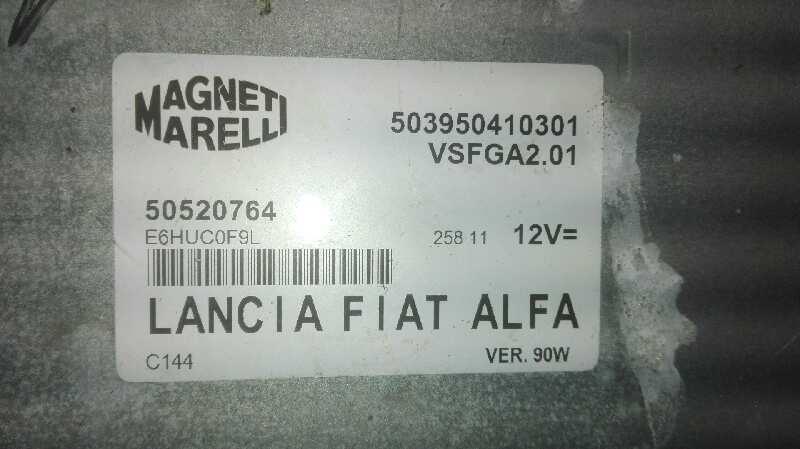 MAGNETI
MARELLI
503950410301
VSFGA2.01
50520764
E6HUC0F9L
258 11 12V=
LANCIA FIAT ALFA
C144
VER. 90W